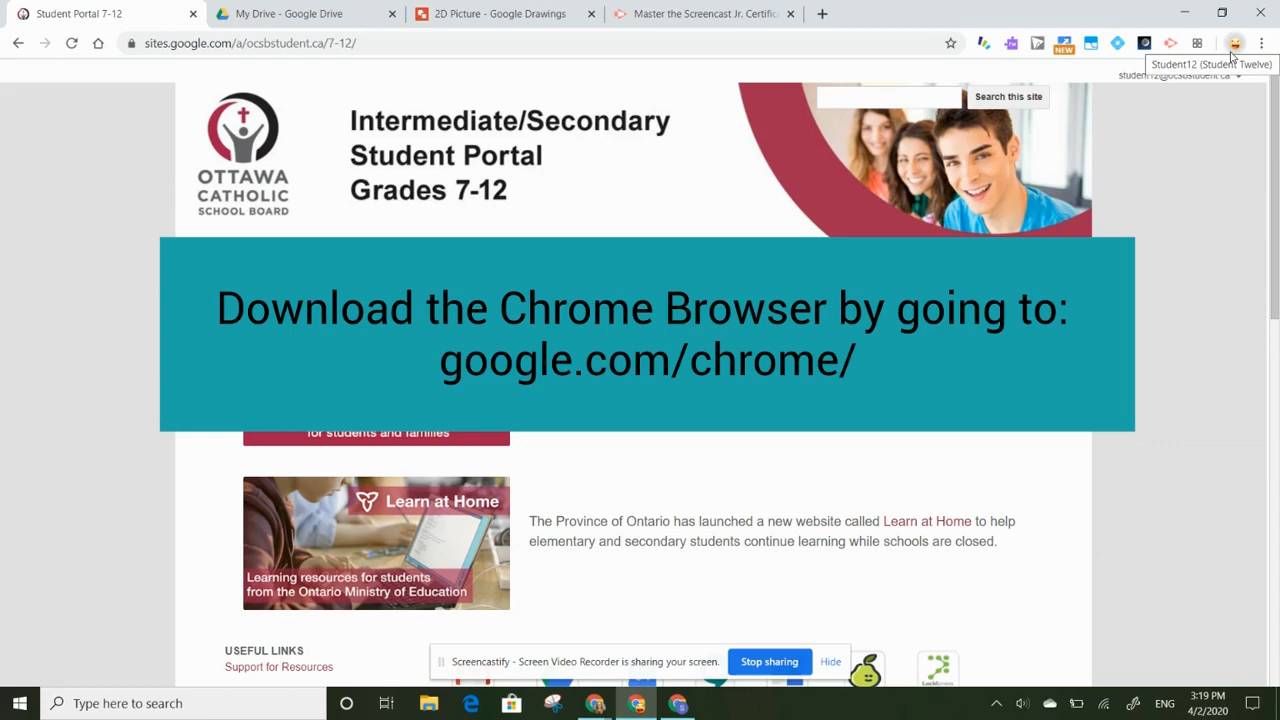 Student Portal 7-12
My Drive - Google Drive
2D Picture - Google Drawings
Master the Screencast Jr. Certific
sites.google.com/a/ocsbstudent.ca/7-12/
NEW
Student12 (Student Twelve)
student12@ocsbstudent.ca
Search this site
OTTAWA
CATHOLIC
SCHOOL BOARD
Intermediate/Secondary
Student Portal
Grades 7-12
Download the Chrome Browser by going to:
google.com/chrome/
for students and families
Learn at Home
Learning resources for students
from the Ontario Ministry of Education
The Province of Ontario has launched a new website called Learn at Home to help
elementary and secondary students continue learning while schools are closed.
USEFUL LINKS
Support for Resources
Screencastify - Screen Video Recorder is sharing your screen.
Stop sharing
Hide
Type here to search
ENG
3:19 PM
4/2/2020